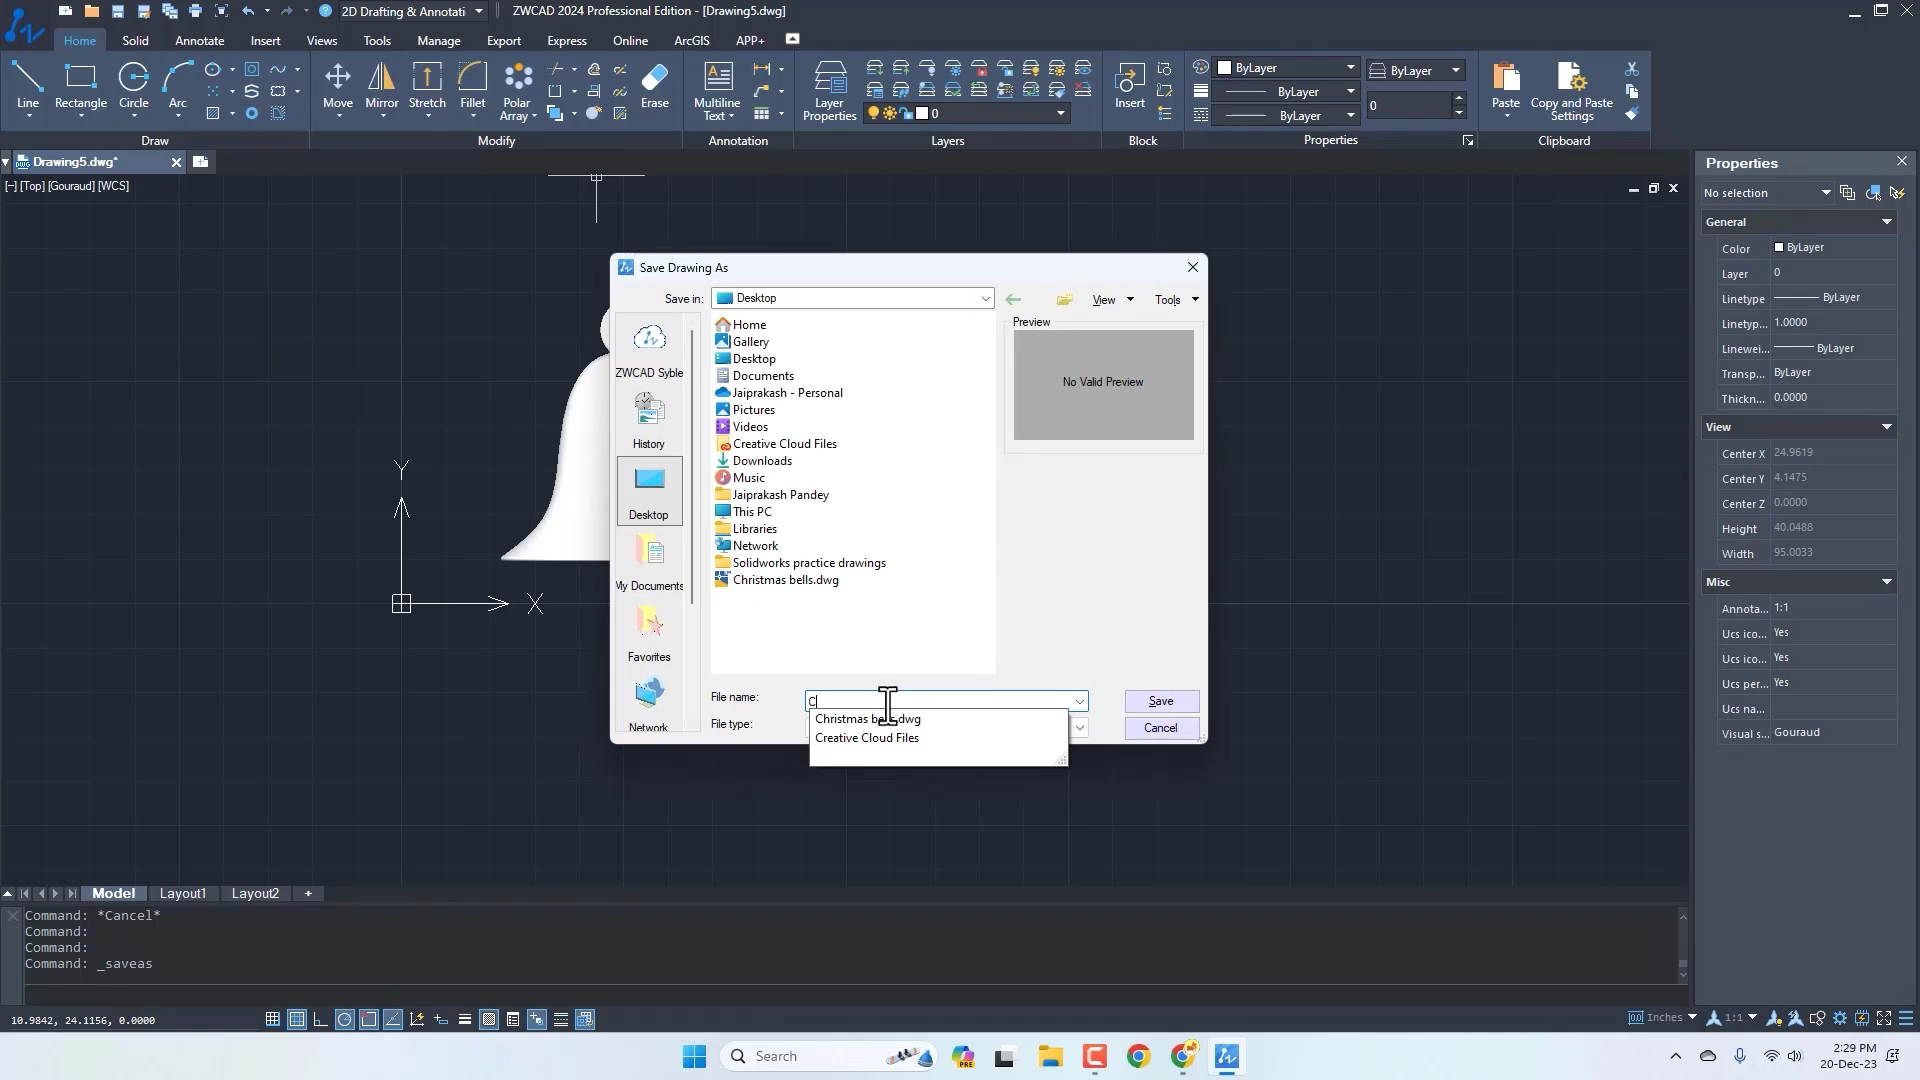 2D Drafting & Annotati
ZWCAD 2024 Professional Edition - [Drawing5.dwg]
Home Solid Annotate Insert Views Tools Manage Export Express Online ArcGIS APP+
Line Rectangle Circle Arc
Move Mirror Stretch Fillet Polar Array Erase
Multiline Text
Layer Properties
0
Insert
ByLayer
ByLayer
ByLayer
ByLayer
0
Paste
Copy and Paste Settings
Draw Modify Annotation Layers Block Properties Clipboard
Drawing5.dwg*
[−] [Top] [Gouraud] [WCS]
Y
X
Save Drawing As
Save in: Desktop
View Tools
ZWCAD Syble
History
Desktop
My Documents
Favorites
Network
Home
Gallery
Desktop
Documents
Jaiprakash - Personal
Pictures
Videos
Creative Cloud Files
Downloads
Music
Jaiprakash Pandey
This PC
Libraries
Network
Solidworks practice drawings
Christmas bells.dwg
Preview
No Valid Preview
File name: C
Save
File type:
Cancel
Christmas be dwg
Creative Cloud Files
Properties
No selection
General
Color ByLayer
Layer 0
Linetype ByLayer
Linetyp... 1.0000
Linewei... ByLayer
Transp... ByLayer
Thickn... 0.0000
View
Center X 24.9619
Center Y 4.1475
Center Z 0.0000
Height 40.0488
Width 95.0033
Misc
Annota... 1:1
Ucs ico... Yes
Ucs ico... Yes
Ucs per... Yes
Ucs na...
Visual s... Gouraud
Model Layout1 Layout2 +
Command: *Cancel*
Command:
Command:
Command: _saveas
10.9842, 24.1156, 0.0000
Inches 1:1
Search
PRE
2:29 PM
20-Dec-23